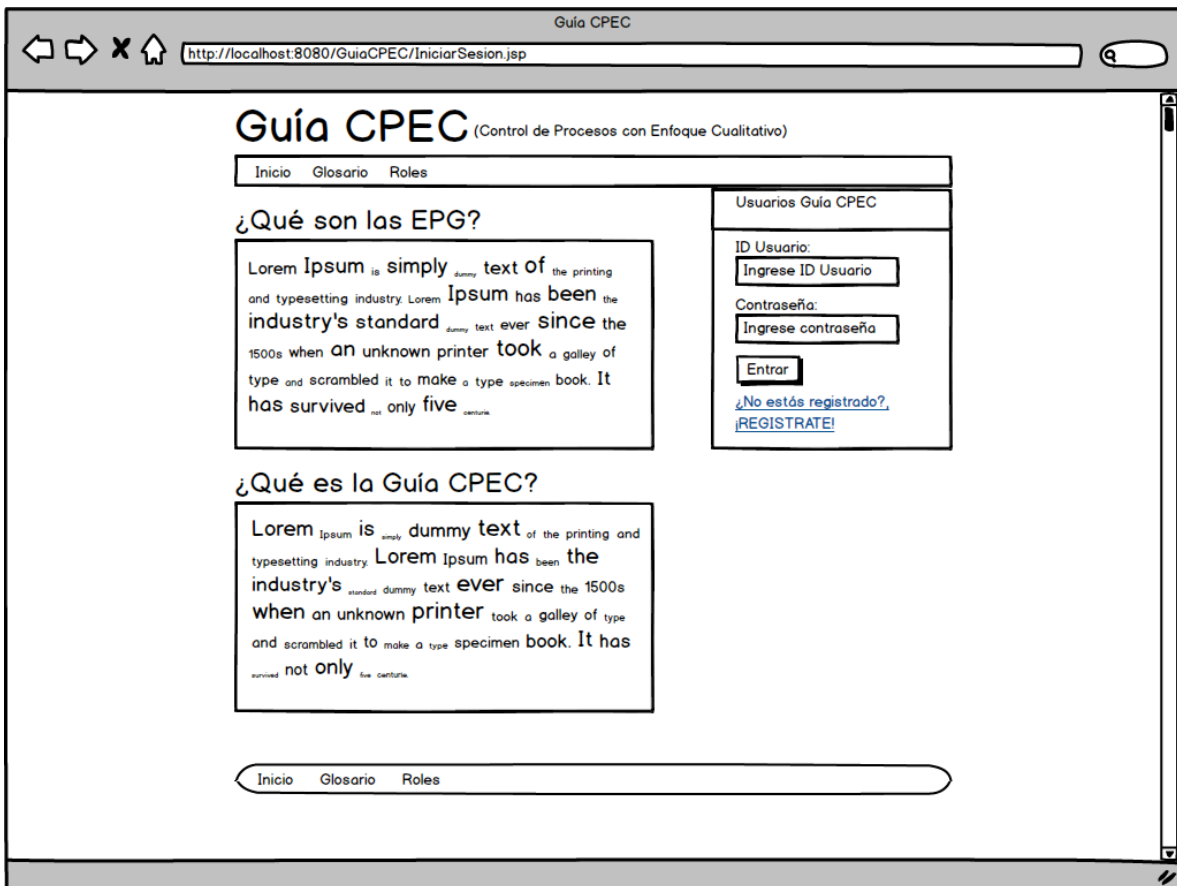 Guía CPEC
http://localhost:8080/GuiaCPEC/IniciarSesion.jsp
Guía CPEC (Control de Procesos con Enfoque Cualitativo)
Inicio Glosario Roles
¿Qué son las EPG?
Lorem Ipsum is simply dummy text of the printing
and typesetting industry. Lorem Ipsum has been the
industry's standard dummy text ever since the
1500s when an unknown printer took a galley of
type and scrambled it to make a type specimen book. It
has survived not only five centurie.
Usuarios Guía CPEC
ID Usuario:
Ingrese ID Usuario
Contraseña:
Ingrese contraseña
Entrar
¿No estás registrado?,
¡REGISTRATE!
¿Qué es la Guía CPEC?
Lorem Ipsum is simply dummy text of the printing and
typesetting industry. Lorem Ipsum has been the
industry's standard dummy text ever since the 1500s
when an unknown printer took a galley of type
and scrambled it to make a type specimen book. It has
survived not only five centurie.
Inicio Glosario Roles